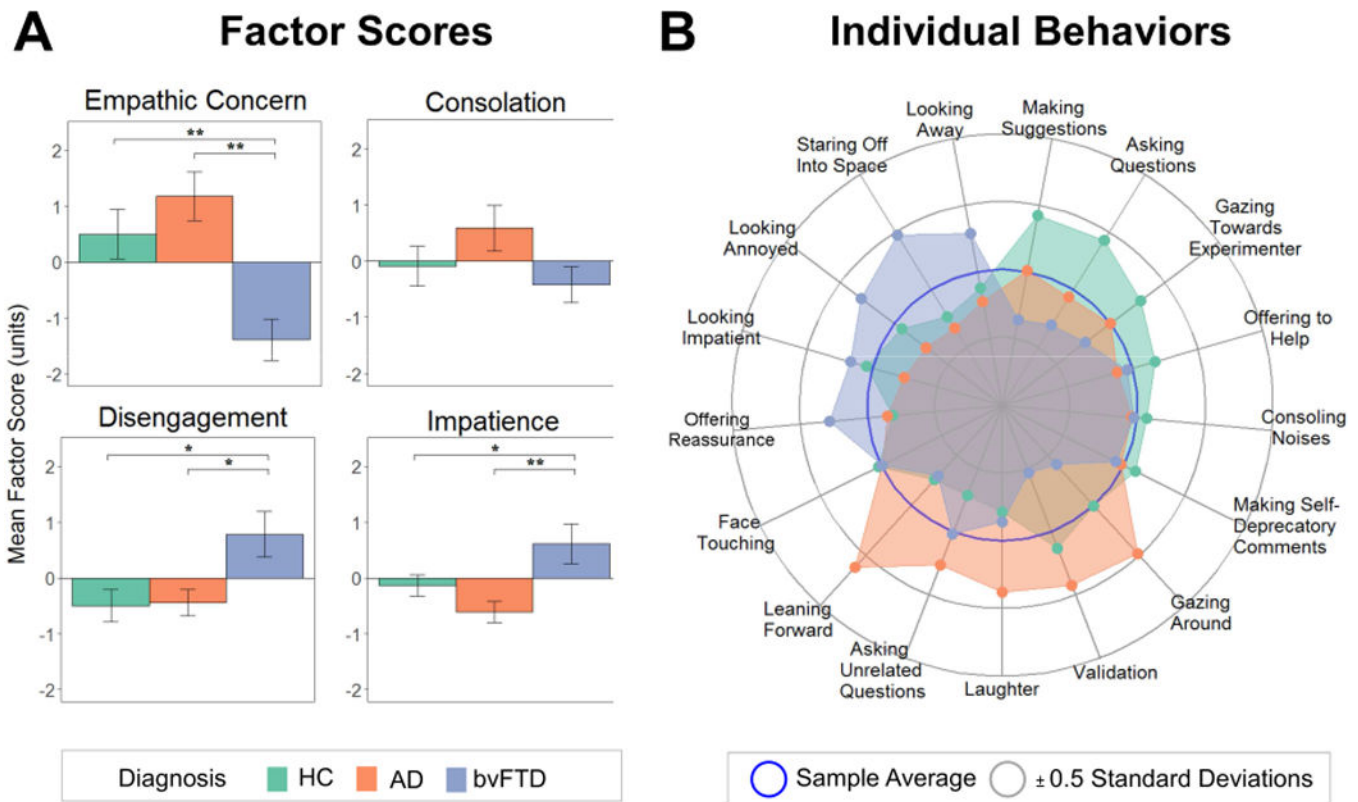 A
Factor Scores
Mean Factor Score (units)
Empathic Concern
2
1
0
-1
-2
**
**
Consolation
2
1
0
-1
-2
Disengagement
2
1
0
-1
-2
*
*
Impatience
2
1
0
-1
-2
*
**
Diagnosis
HC
AD
bvFTD
B
Individual Behaviors
Looking
Away
Making
Suggestions
Asking
Questions
Gazing
Towards
Experimenter
Offering to
Help
Consoling
Noises
Making Self-
Deprecatory
Comments
Gazing
Around
Validation
Laughter
Asking
Unrelated
Questions
Leaning
Forward
Face
Touching
Offering
Reassurance
Looking
Impatient
Looking
Annoyed
Staring Off
Into Space
Sample Average
±0.5 Standard Deviations